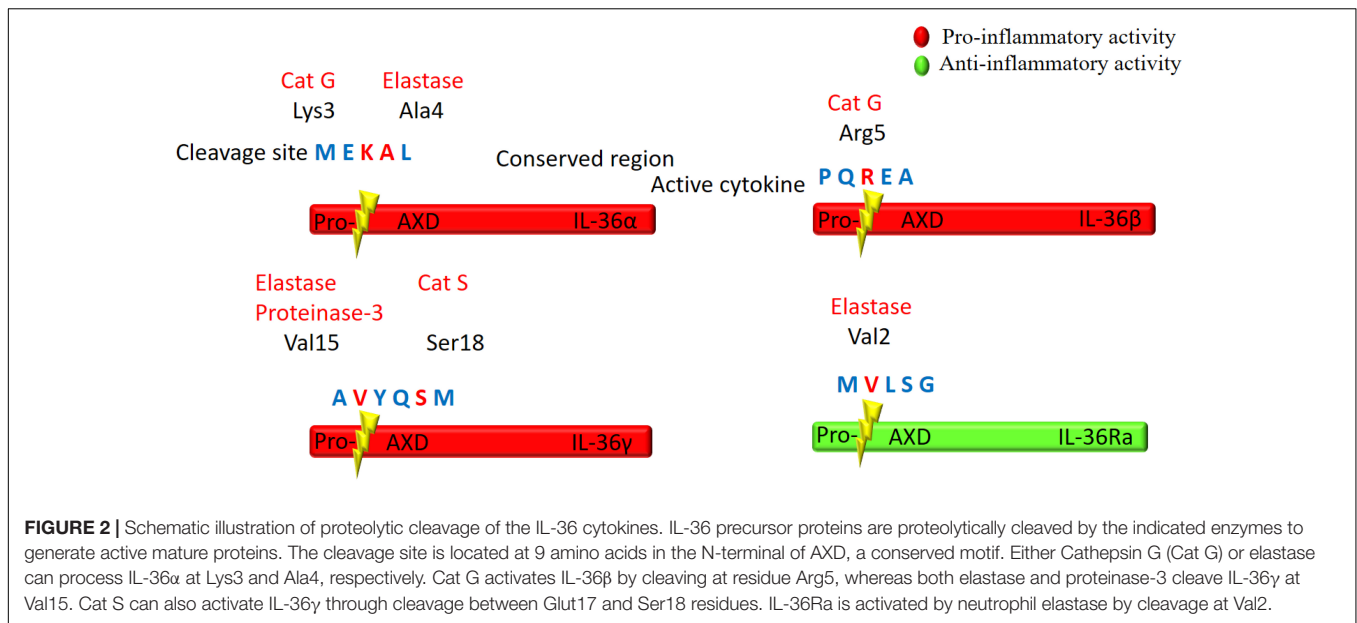 Pro-inflammatory activity
Anti-inflammatory activity
Cat G Elastase
Lys3 Ala4
Cleavage site M E K A L
Conserved region
Active cytokine
Pro- AXD IL-36α
Cat G
Arg5
P Q R E A
Pro- AXD IL-36β
Elastase Cat S
Proteinase-3
Val15 Ser18
A V Y Q S M
Pro- AXD IL-36γ
Elastase
Val2
M V L S G
Pro- AXD IL-36Ra
FIGURE 2 | Schematic illustration of proteolytic cleavage of the IL-36 cytokines. IL-36 precursor proteins are proteolytically cleaved by the indicated enzymes to
generate active mature proteins. The cleavage site is located at 9 amino acids in the N-terminal of AXD, a conserved motif. Either Cathepsin G (Cat G) or elastase
can process IL-36α at Lys3 and Ala4, respectively. Cat G activates IL-36β by cleaving at residue Arg5, whereas both elastase and proteinase-3 cleave IL-36γ at
Val15. Cat S can also activate IL-36γ through cleavage between Glut17 and Ser18 residues. IL-36Ra is activated by neutrophil elastase by cleavage at Val2.